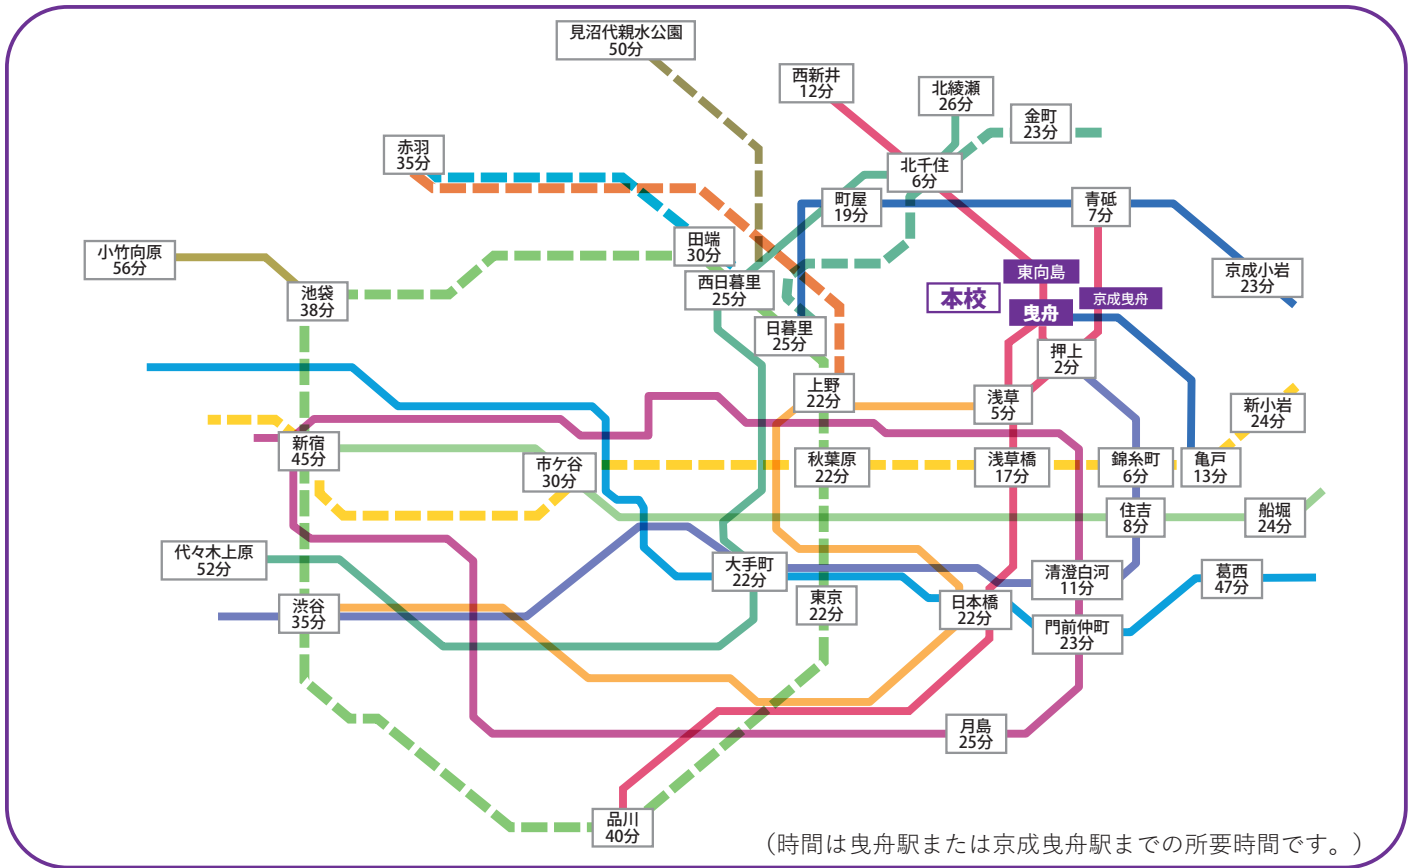 見沼代親水公園
50分
西新井
12分
北綾瀬
26分
金町
23分
赤羽
35分
北千住
6分
町屋
19分
青砥
7分
小竹向原
56分
田端
30分
西日暮里
25分
池袋
38分
日暮里
25分
東向島
本校
曳舟
京成曳舟
京成小岩
23分
押上
2分
上野
22分
浅草
5分
新小岩
24分
新宿
45分
市ケ谷
30分
秋葉原
22分
浅草橋
17分
錦糸町
6分
亀戸
13分
住吉
8分
船堀
24分
代々木上原
52分
大手町
22分
清澄白河
11分
葛西
47分
渋谷
35分
東京
22分
日本橋
22分
門前仲町
23分
月島
25分
品川
40分
（時間は曳舟駅または京成曳舟駅までの所要時間です。）